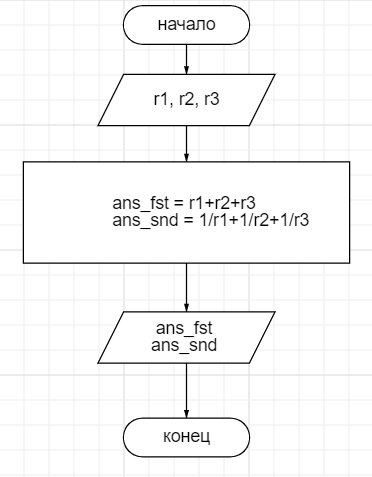 начало
r1, r2, r3
ans_fst = r1+r2+r3
ans_snd = 1/r1+1/r2+1/r3
ans_fst
ans_snd
конец